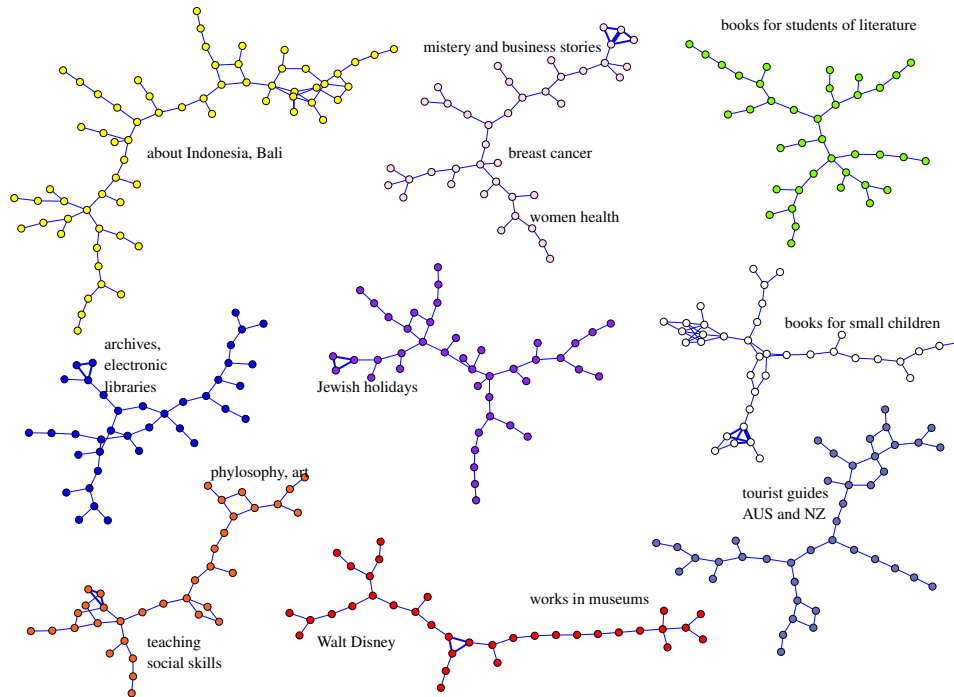 books for students of literature
mistery and business stories
about Indonesia, Bali
breast cancer
women health
archives,
electronic
libraries
Jewish holidays
books for small children
phylosophy, art
tourist guides
AUS and NZ
works in museums
teaching
social skills
Walt Disney